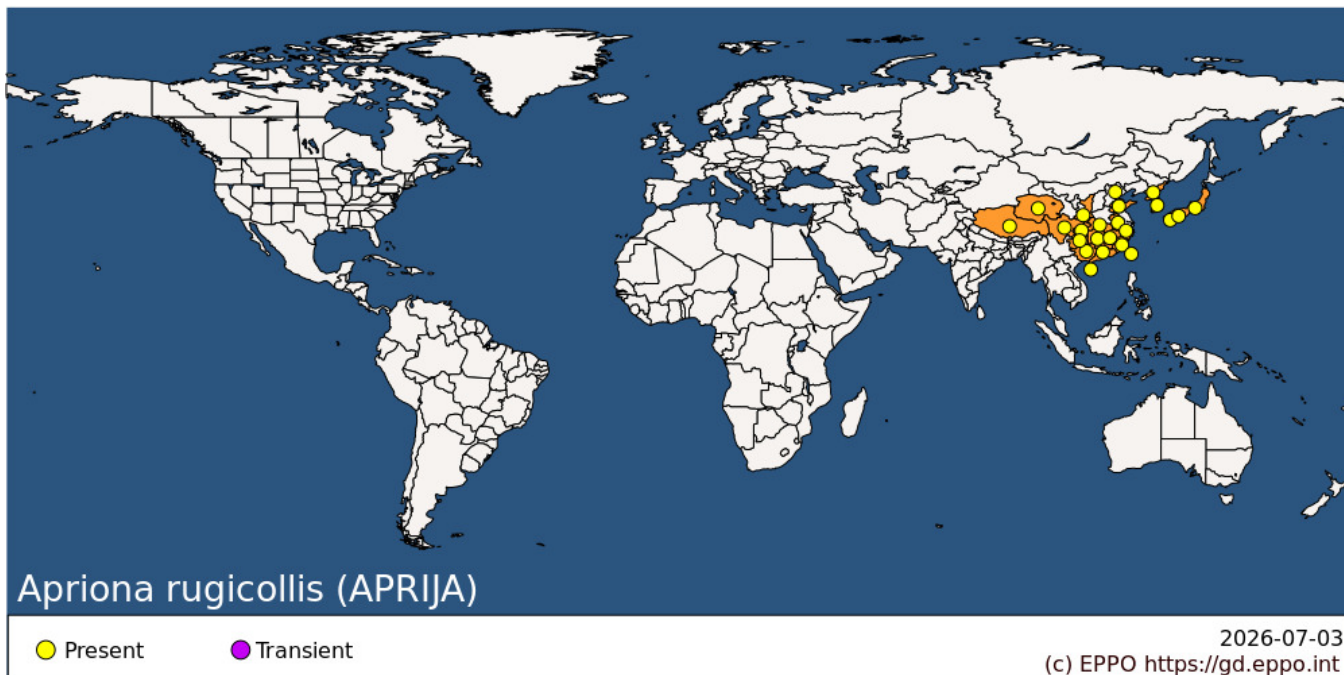 Apriona rugicollis (APRIJA)
Present
Transient
2026-07-03
(c) EPPO https://gd.eppo.int